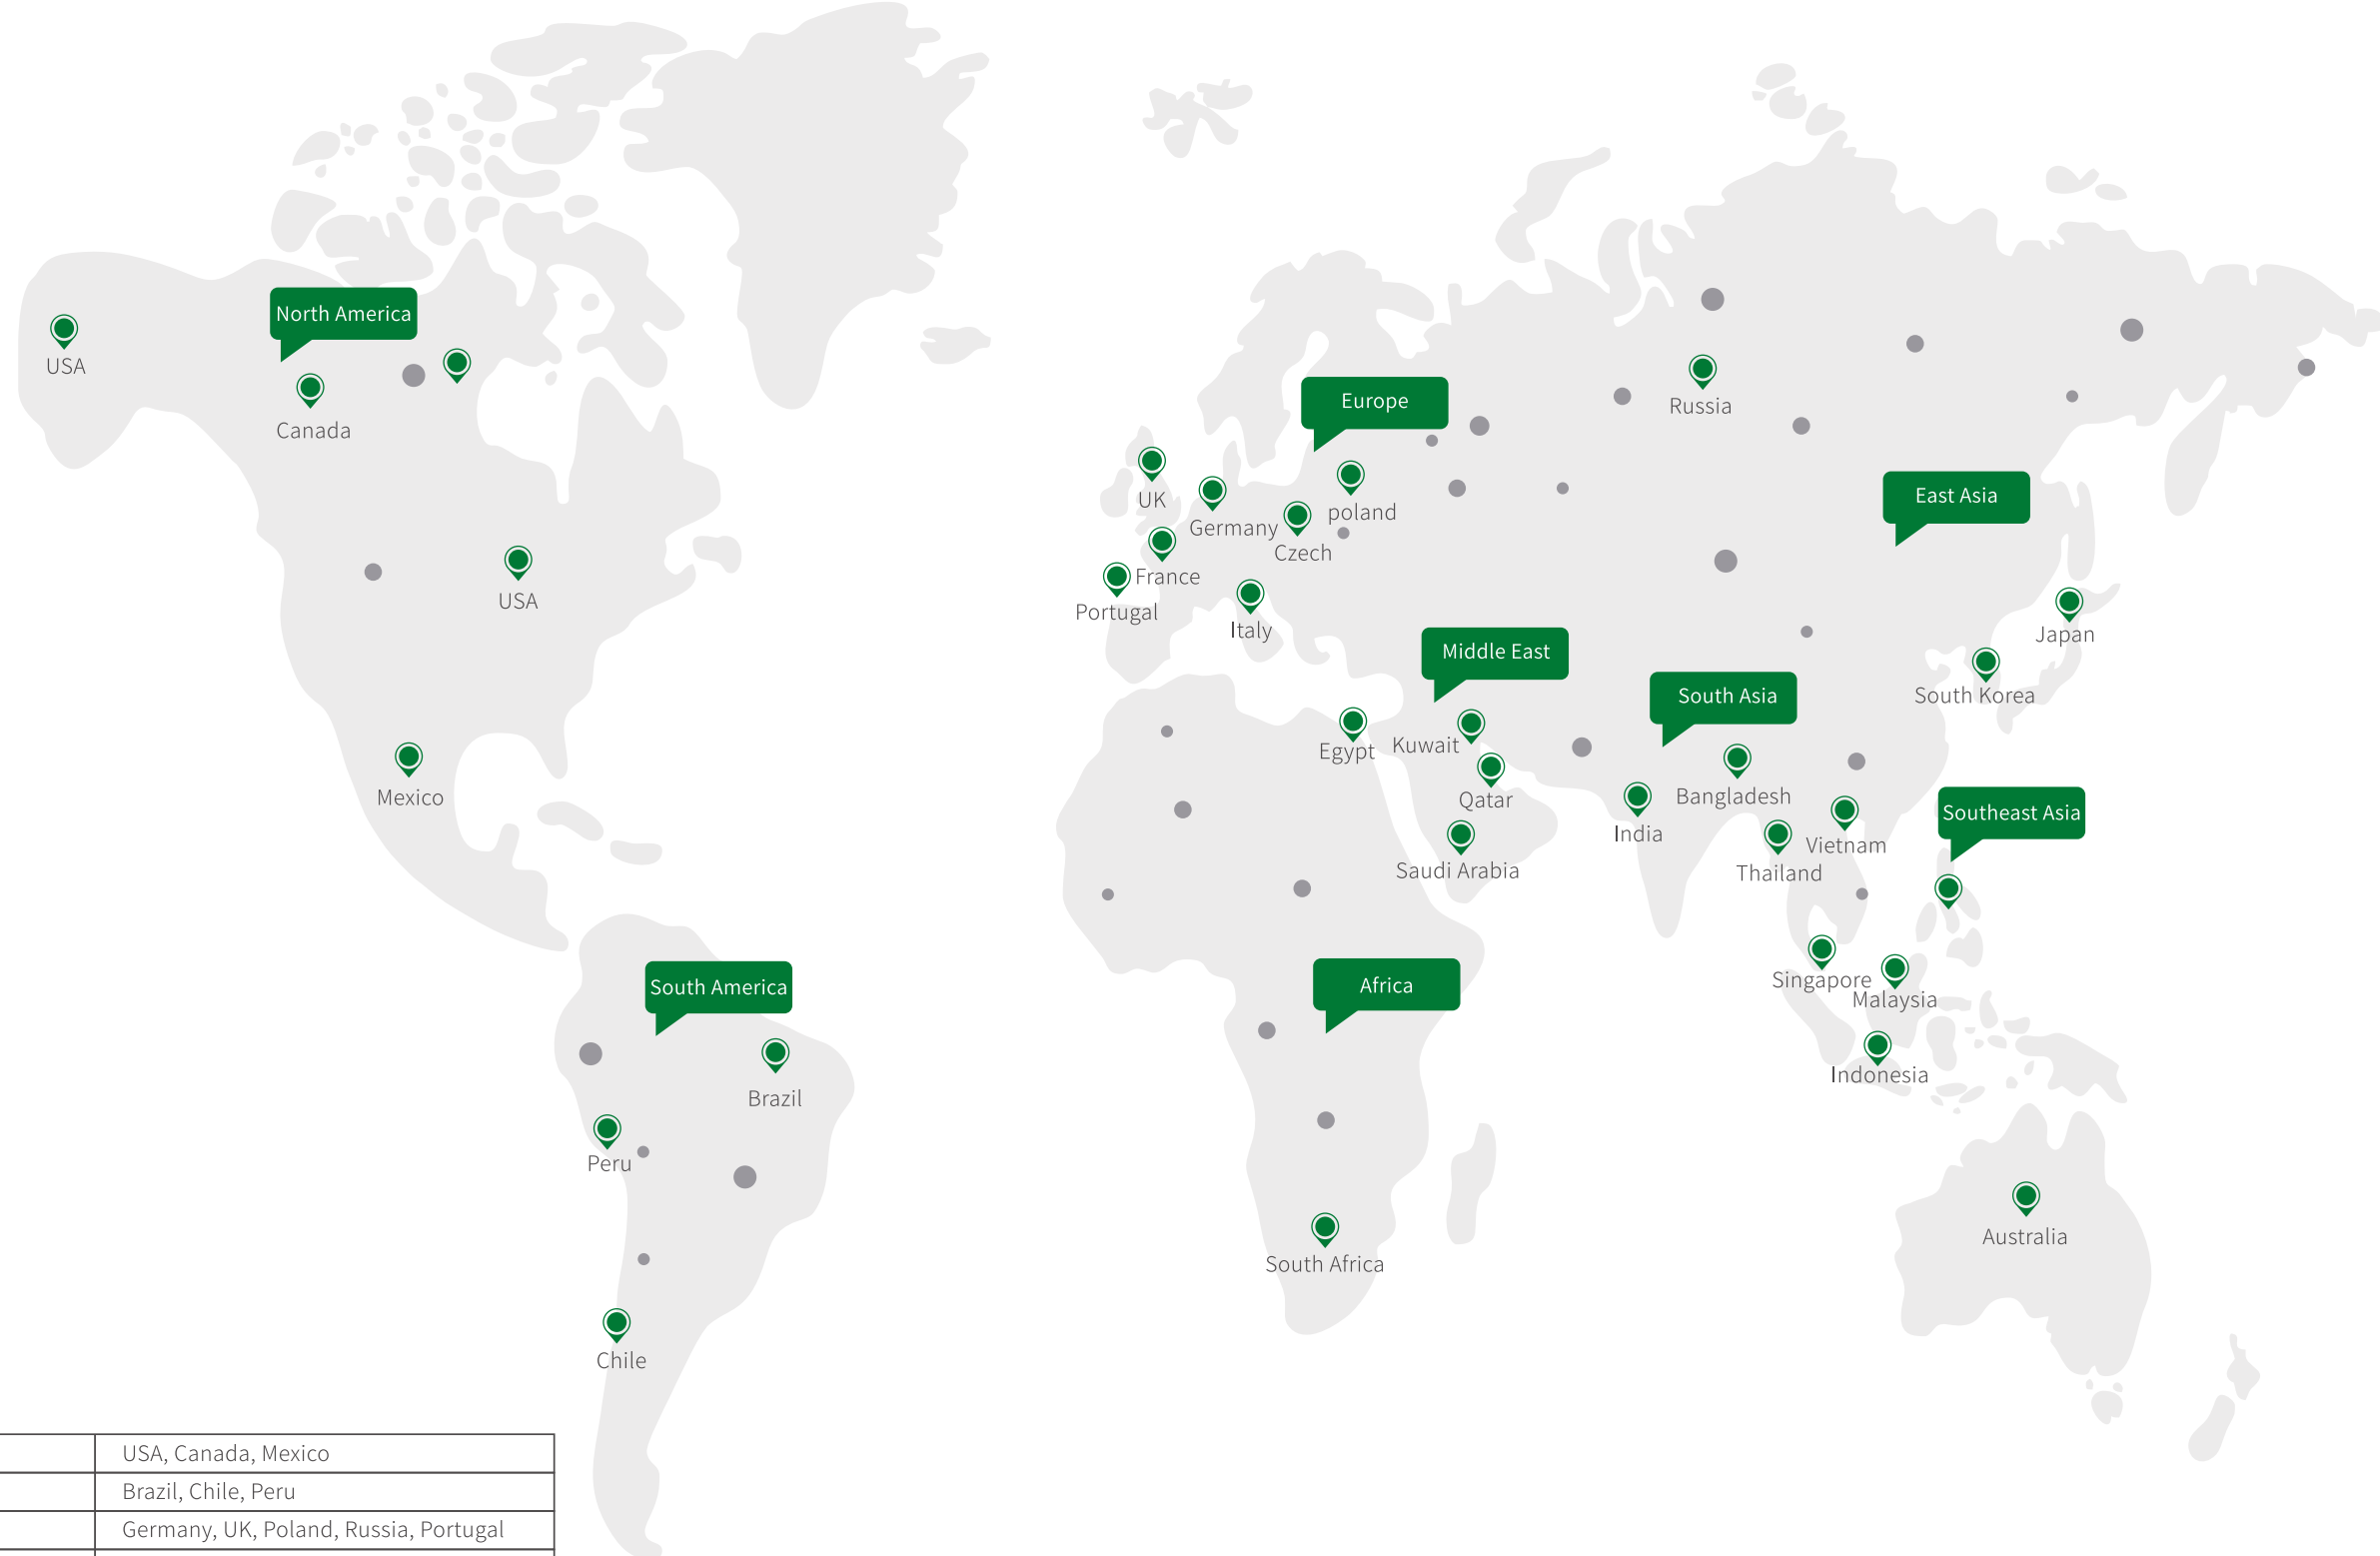 North America
USA
Canada
Europe
Russia
UK
Germany
poland
Czech
East Asia
France
Portugal
USA
Italy
Japan
Middle East
South Asia
South Korea
Egypt
Kuwait
Mexico
Qatar
Bangladesh
India
Southeast Asia
Vietnam
Saudi Arabia
Thailand
South America
Africa
Singapore
Malaysia
Indonesia
Brazil
Peru
Australia
South Africa
Chile
USA, Canada, Mexico
Brazil, Chile, Peru
Germany, UK, Poland, Russia, Portugal